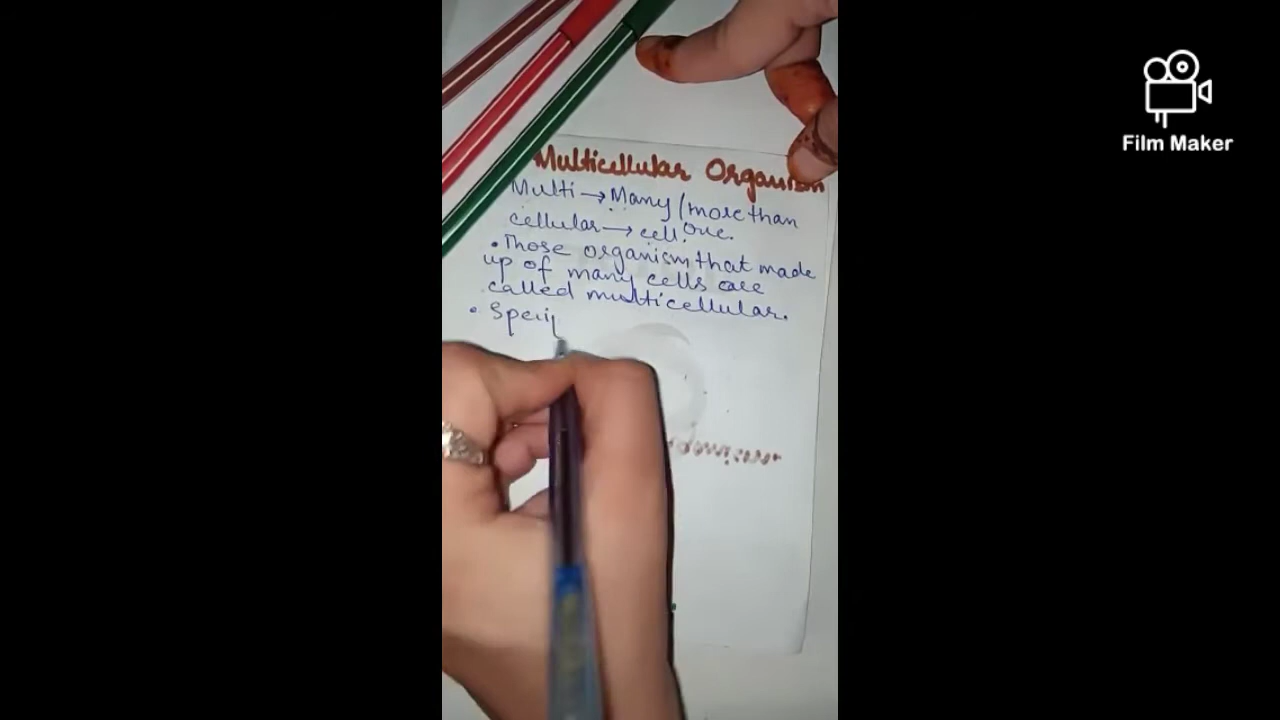 Multicellular Organism
Multi → Many / more than
cellular → cell. One.
• Those organism that made
up of many cells are
called multicellular.
• Speci
Film Maker